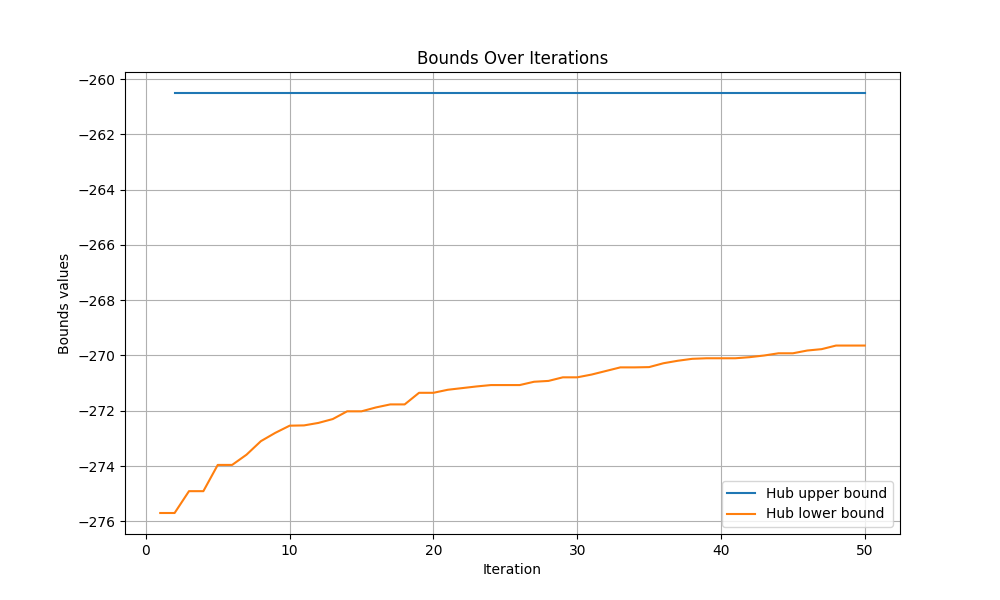 Bounds Over Iterations
−260
−262
−264
−266
−268
−270
−272
−274
−276
Bounds values
0 10 20 30 40 50
Iteration
Hub upper bound
Hub lower bound